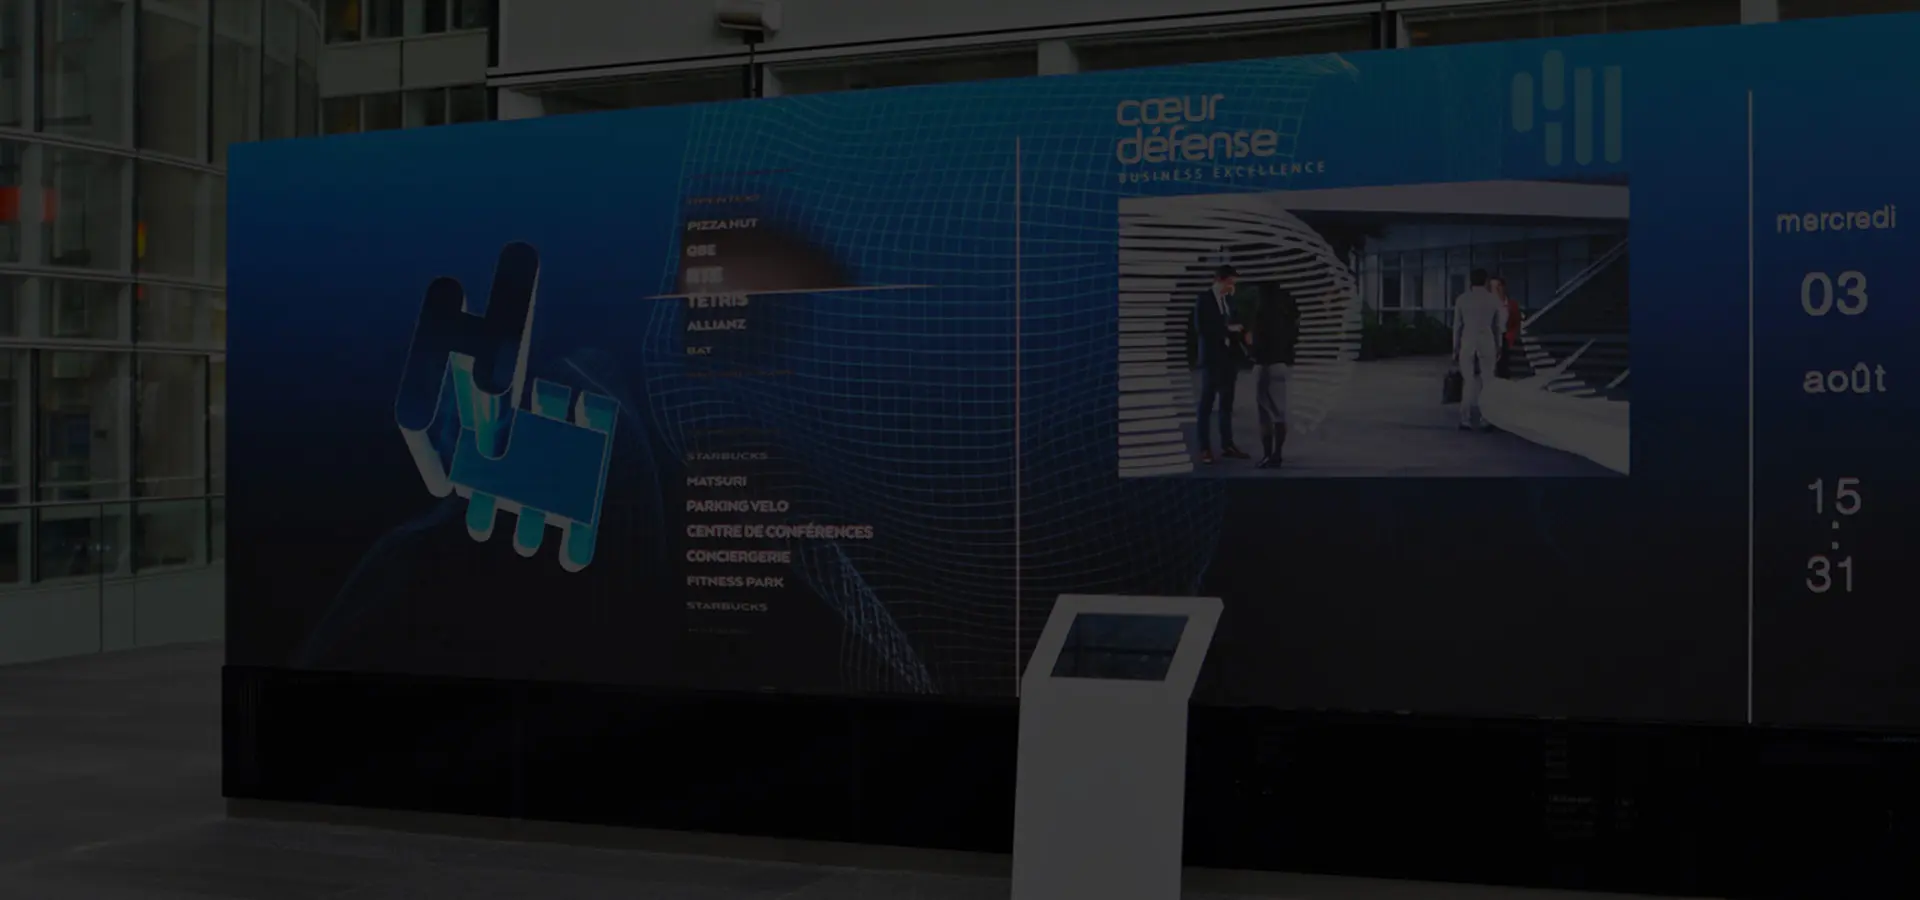 PIZZA HUT
QBE
RTE
TETRIS
ALLIANZ
BAT
STARBUCKS
MATSURI
PARKING VELO
CENTRE DE CONFÉRENCES
CONCIERGERIE
FITNESS PARK
STARBUCKS
cœur
défense
BUSINESS EXCELLENCE
mercredi
03
août
15
:
31